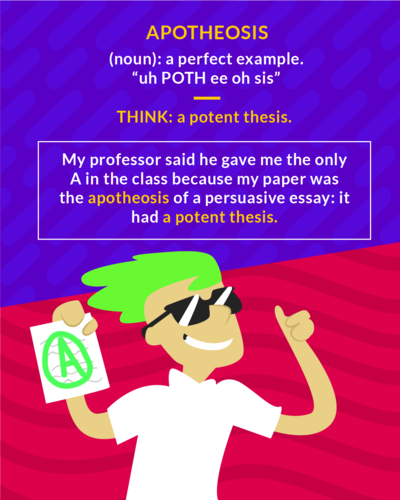 APOTHEOSIS
(noun): a perfect example.
“uh POTH ee oh sis”
THINK: a potent thesis.
My professor said he gave me the only
A in the class because my paper was
the apotheosis of a persuasive essay: it
had a potent thesis.
A